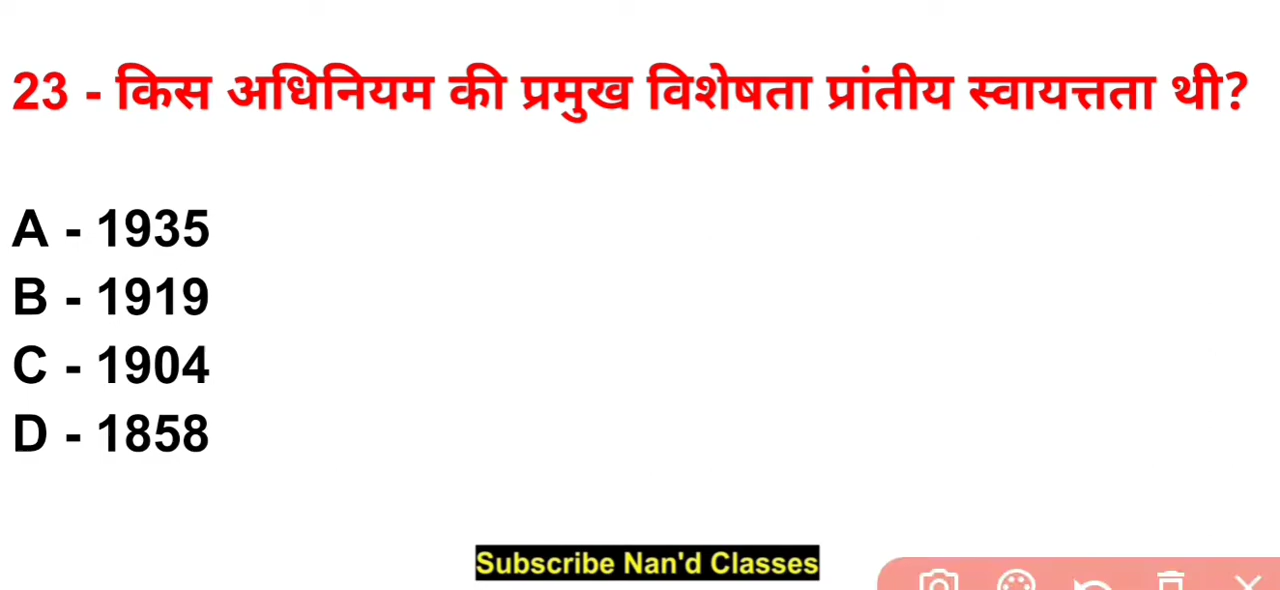 23 - किस अधिनियम की प्रमुख विशेषता प्रांतीय स्वायत्तता थी?
A - 1935
B - 1919
C - 1904
D - 1858
Subscribe Nan'd Classes